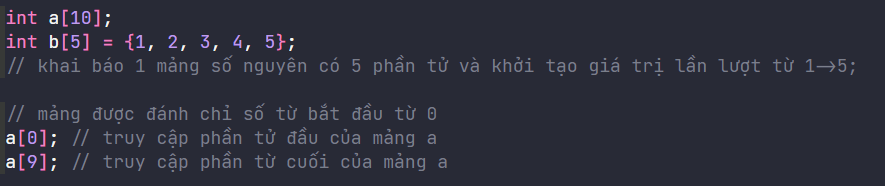 int a[10];
int b[5] = {1, 2, 3, 4, 5};
// khai báo 1 mảng số nguyên có 5 phần tử và khởi tạo giá trị lần lượt từ 1->5;
// mảng được đánh chỉ số từ bắt đầu từ 0
a[0]; // truy cập phần tử đầu của mảng a
a[9]; // truy cập phần từ cuối của mảng a